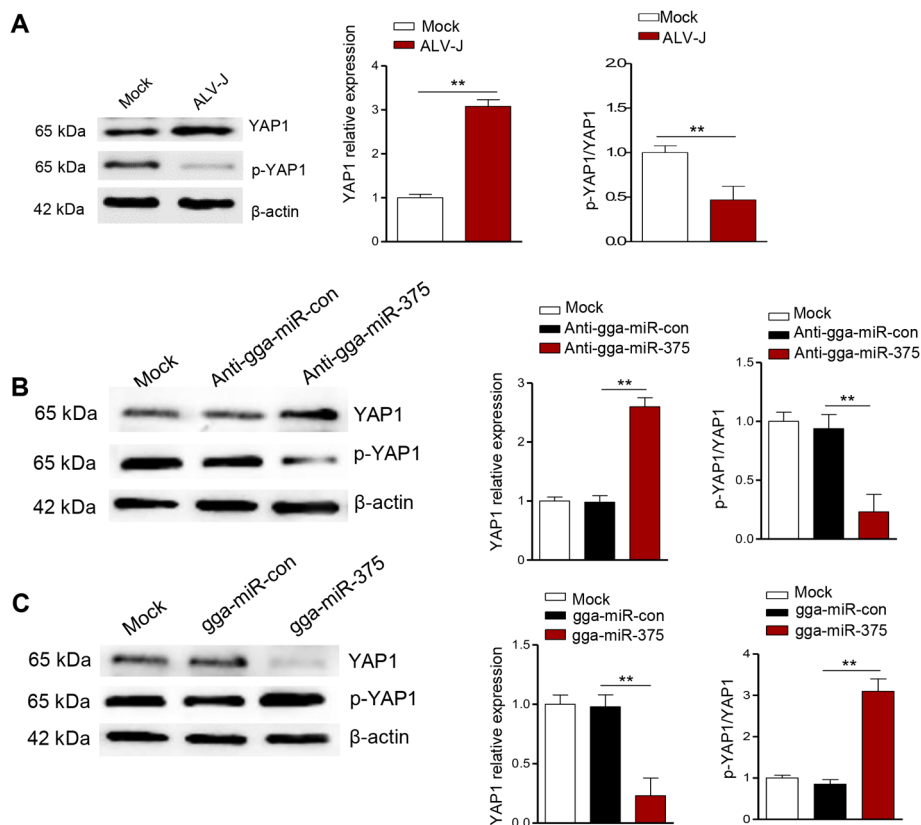 A
Mock
ALV-J
65 kDa
YAP1
65 kDa
p-YAP1
42 kDa
β-actin
Mock
ALV-J
YAP1 relative expression
4
3
2
1
0
**
Mock
ALV-J
p-YAP1/YAP1
2.0
1.5
1.0
0.5
0.0
**
B
Mock
Anti-gga-miR-con
Anti-gga-miR-375
65 kDa
YAP1
65 kDa
p-YAP1
42 kDa
β-actin
Mock
Anti-gga-miR-con
Anti-gga-miR-375
YAP1 relative expression
3
2
1
0
**
Mock
Anti-gga-miR-con
Anti-gga-miR-375
p-YAP1/YAP1
1.5
1.0
0.5
0.0
**
C
Mock
gga-miR-con
gga-miR-375
65 kDa
YAP1
65 kDa
p-YAP1
42 kDa
β-actin
Mock
gga-miR-con
gga-miR-375
YAP1 relative expression
1.5
1.0
0.5
0.0
**
Mock
gga-miR-con
gga-miR-375
p-YAP1/YAP1
4
3
2
1
0
**